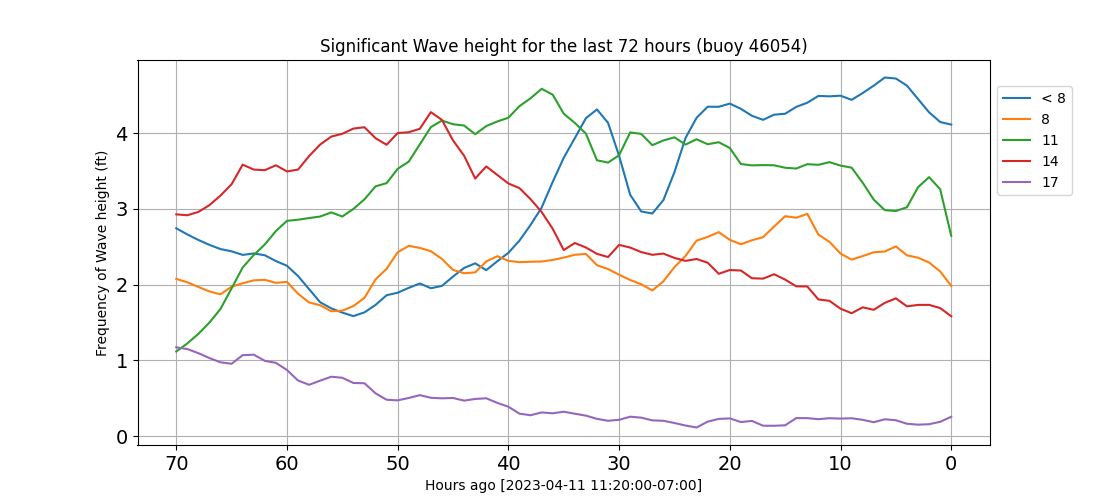 Significant Wave height for the last 72 hours (buoy 46054)
Frequency of Wave height (ft)
4
3
2
1
0
70 60 50 40 30 20 10 0
Hours ago [2023-04-11 11:20:00-07:00]
< 8
8
11
14
17